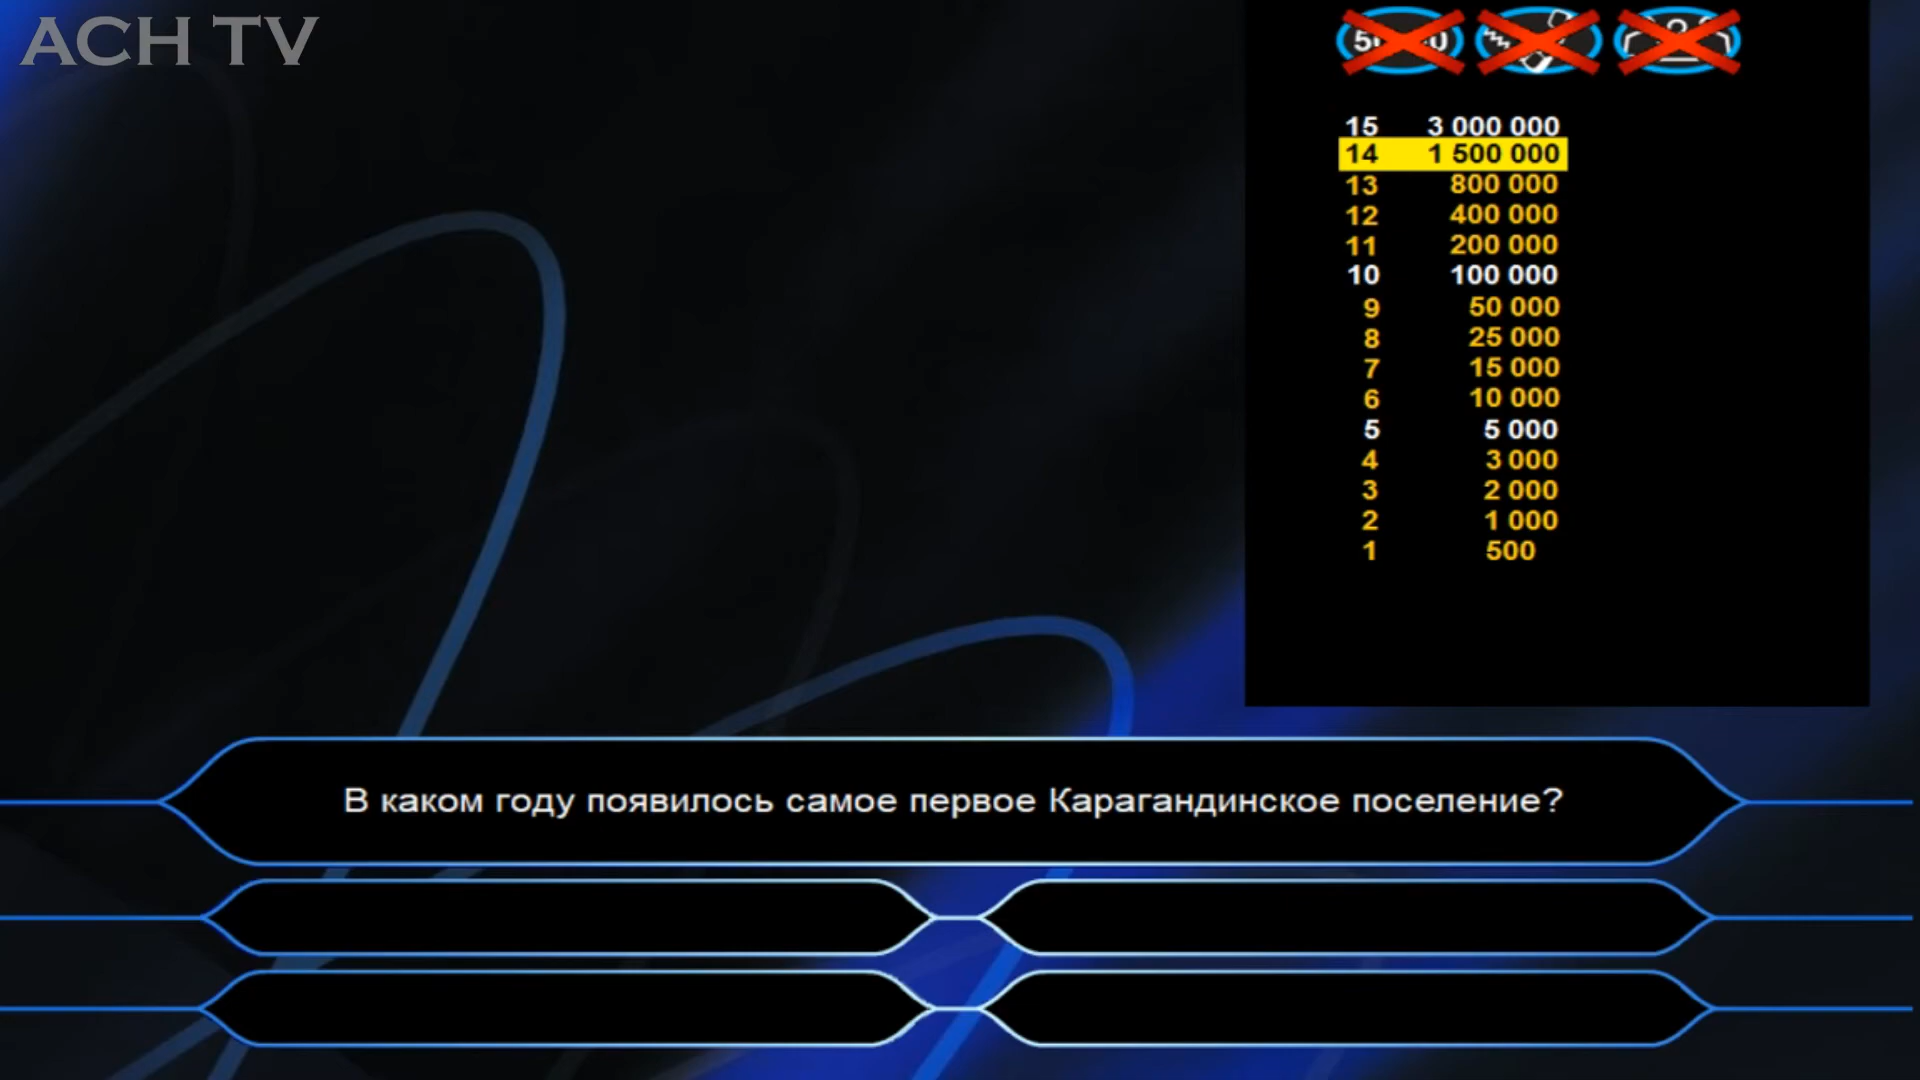 ACH TV
15 3 000 000
14 1 500 000
13 800 000
12 400 000
11 200 000
10 100 000
9 50 000
8 25 000
7 15 000
6 10 000
5 5 000
4 3 000
3 2 000
2 1 000
1 500
В каком году появилось самое первое Карагандинское поселение?